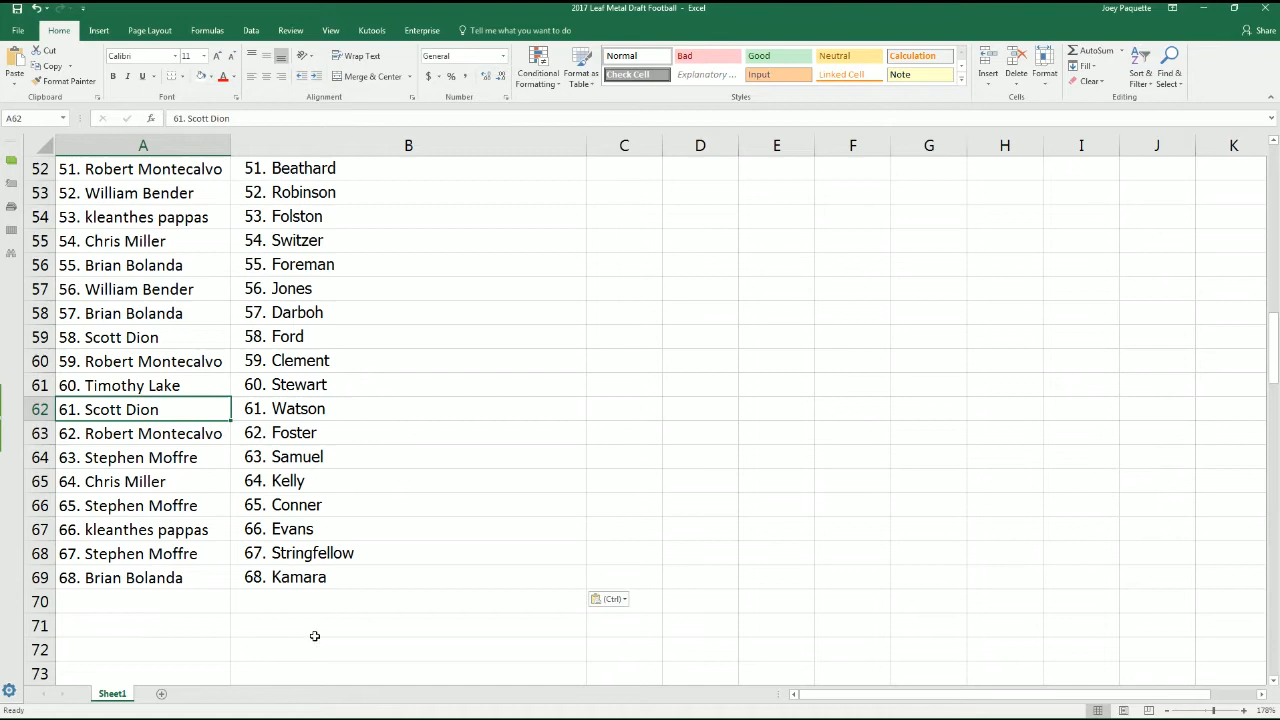 2017 Leaf Metal Draft Football - Excel
Joey Paquette
File Home Insert Page Layout Formulas Data Review View Kutools Enterprise Tell me what you want to do... Share
Paste
Cut
Copy
Format Painter
Clipboard
Calibri 11
B I U
Font
Wrap Text
Merge & Center
Alignment
General
$ % ,
Number
Conditional Formatting
Format as Table
Normal Bad Good Neutral Calculation
Check Cell Explanatory ... Input Linked Cell Note
Styles
Insert Delete Format
Cells
AutoSum
Fill
Clear
Sort & Filter
Find & Select
Editing
A62
fx
61. Scott Dion
A B C D E F G H I J K
52 51. Robert Montecalvo 51. Beathard
53 52. William Bender 52. Robinson
54 53. kleanthes pappas 53. Folston
55 54. Chris Miller 54. Switzer
56 55. Brian Bolanda 55. Foreman
57 56. William Bender 56. Jones
58 57. Brian Bolanda 57. Darboh
59 58. Scott Dion 58. Ford
60 59. Robert Montecalvo 59. Clement
61 60. Timothy Lake 60. Stewart
62 61. Scott Dion 61. Watson
63 62. Robert Montecalvo 62. Foster
64 63. Stephen Moffre 63. Samuel
65 64. Chris Miller 64. Kelly
66 65. Stephen Moffre 65. Conner
67 66. kleanthes pappas 66. Evans
68 67. Stephen Moffre 67. Stringfellow
69 68. Brian Bolanda 68. Kamara
70 (Ctrl)
71
72
73
Sheet1
Ready
178%